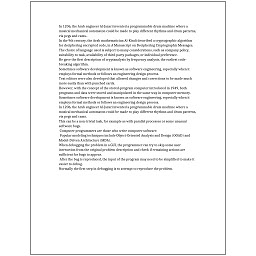 In 1206, the Arab engineer Al-Jazari invented a programmable drum machine where a
musical mechanical automaton could be made to play different rhythms and drum patterns,
via pegs and cams.
In the 9th century, the Arab mathematician Al-Kindi described a cryptographic algorithm
for deciphering encrypted code, in A Manuscript on Deciphering Cryptographic Messages.
The choice of language used is subject to many considerations, such as company policy,
suitability to task, availability of third-party packages, or individual preference.
He gave the first description of cryptanalysis by frequency analysis, the earliest code-
breaking algorithm.
Sometimes software development is known as software engineering, especially when it
employs formal methods or follows an engineering design process.
Text editors were also developed that allowed changes and corrections to be made much
more easily than with punched cards.
However, with the concept of the stored-program computer introduced in 1949, both
programs and data were stored and manipulated in the same way in computer memory.
Sometimes software development is known as software engineering, especially when it
employs formal methods or follows an engineering design process.
In 1206, the Arab engineer Al-Jazari invented a programmable drum machine where a
musical mechanical automaton could be made to play different rhythms and drum patterns,
via pegs and cams.
This can be a non-trivial task, for example as with parallel processes or some unusual
software bugs.
Computer programmers are those who write computer software.
Popular modeling techniques include Object-Oriented Analysis and Design (OOAD) and
Model-Driven Architecture (MDA).
When debugging the problem in a GUI, the programmer can try to skip some user
interaction from the original problem description and check if remaining actions are
sufficient for bugs to appear.
After the bug is reproduced, the input of the program may need to be simplified to make it
easier to debug.
Normally the first step in debugging is to attempt to reproduce the problem.